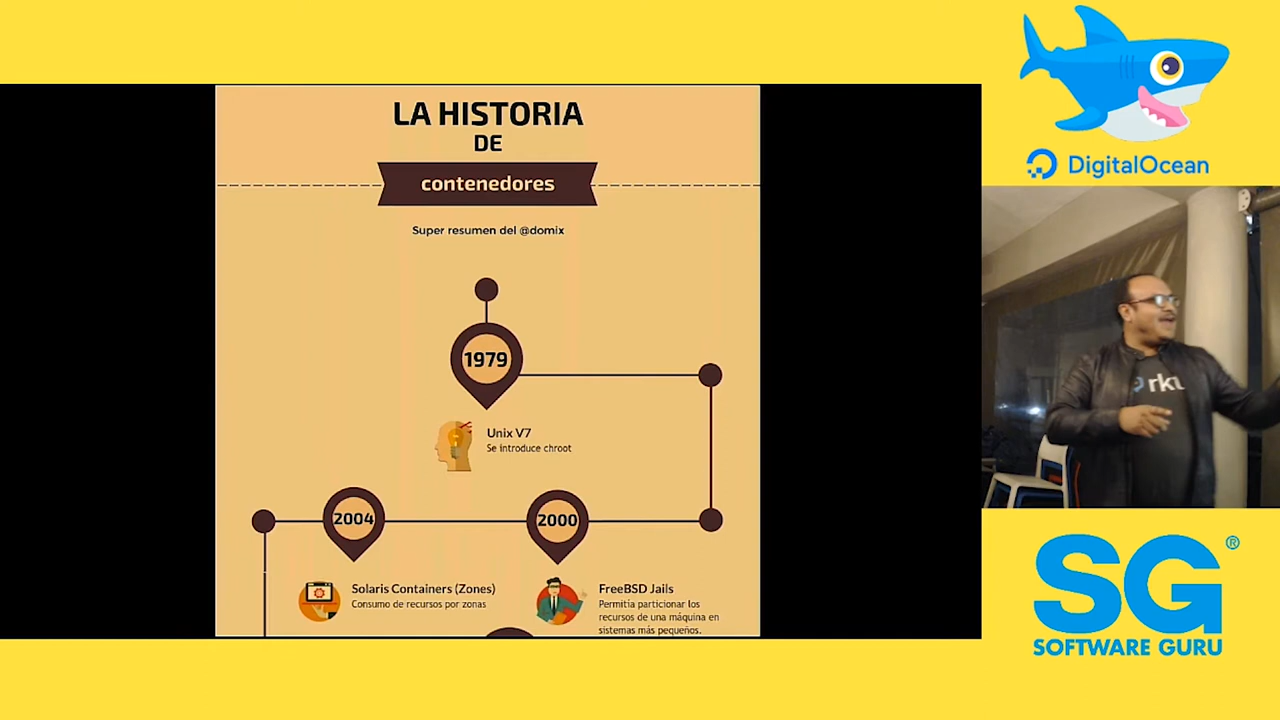 LA HISTORIA
DE
contenedores
Super resumen del @domix
1979
Unix V7
Se introduce chroot
2004
2000
Solaris Containers (Zones)
Consumo de recursos por zonas
FreeBSD Jails
Permitia particionar los
recursos de una máquina en
sistemas más pequeños.
DigitalOcean
rkt
SG®
SOFTWARE GURU